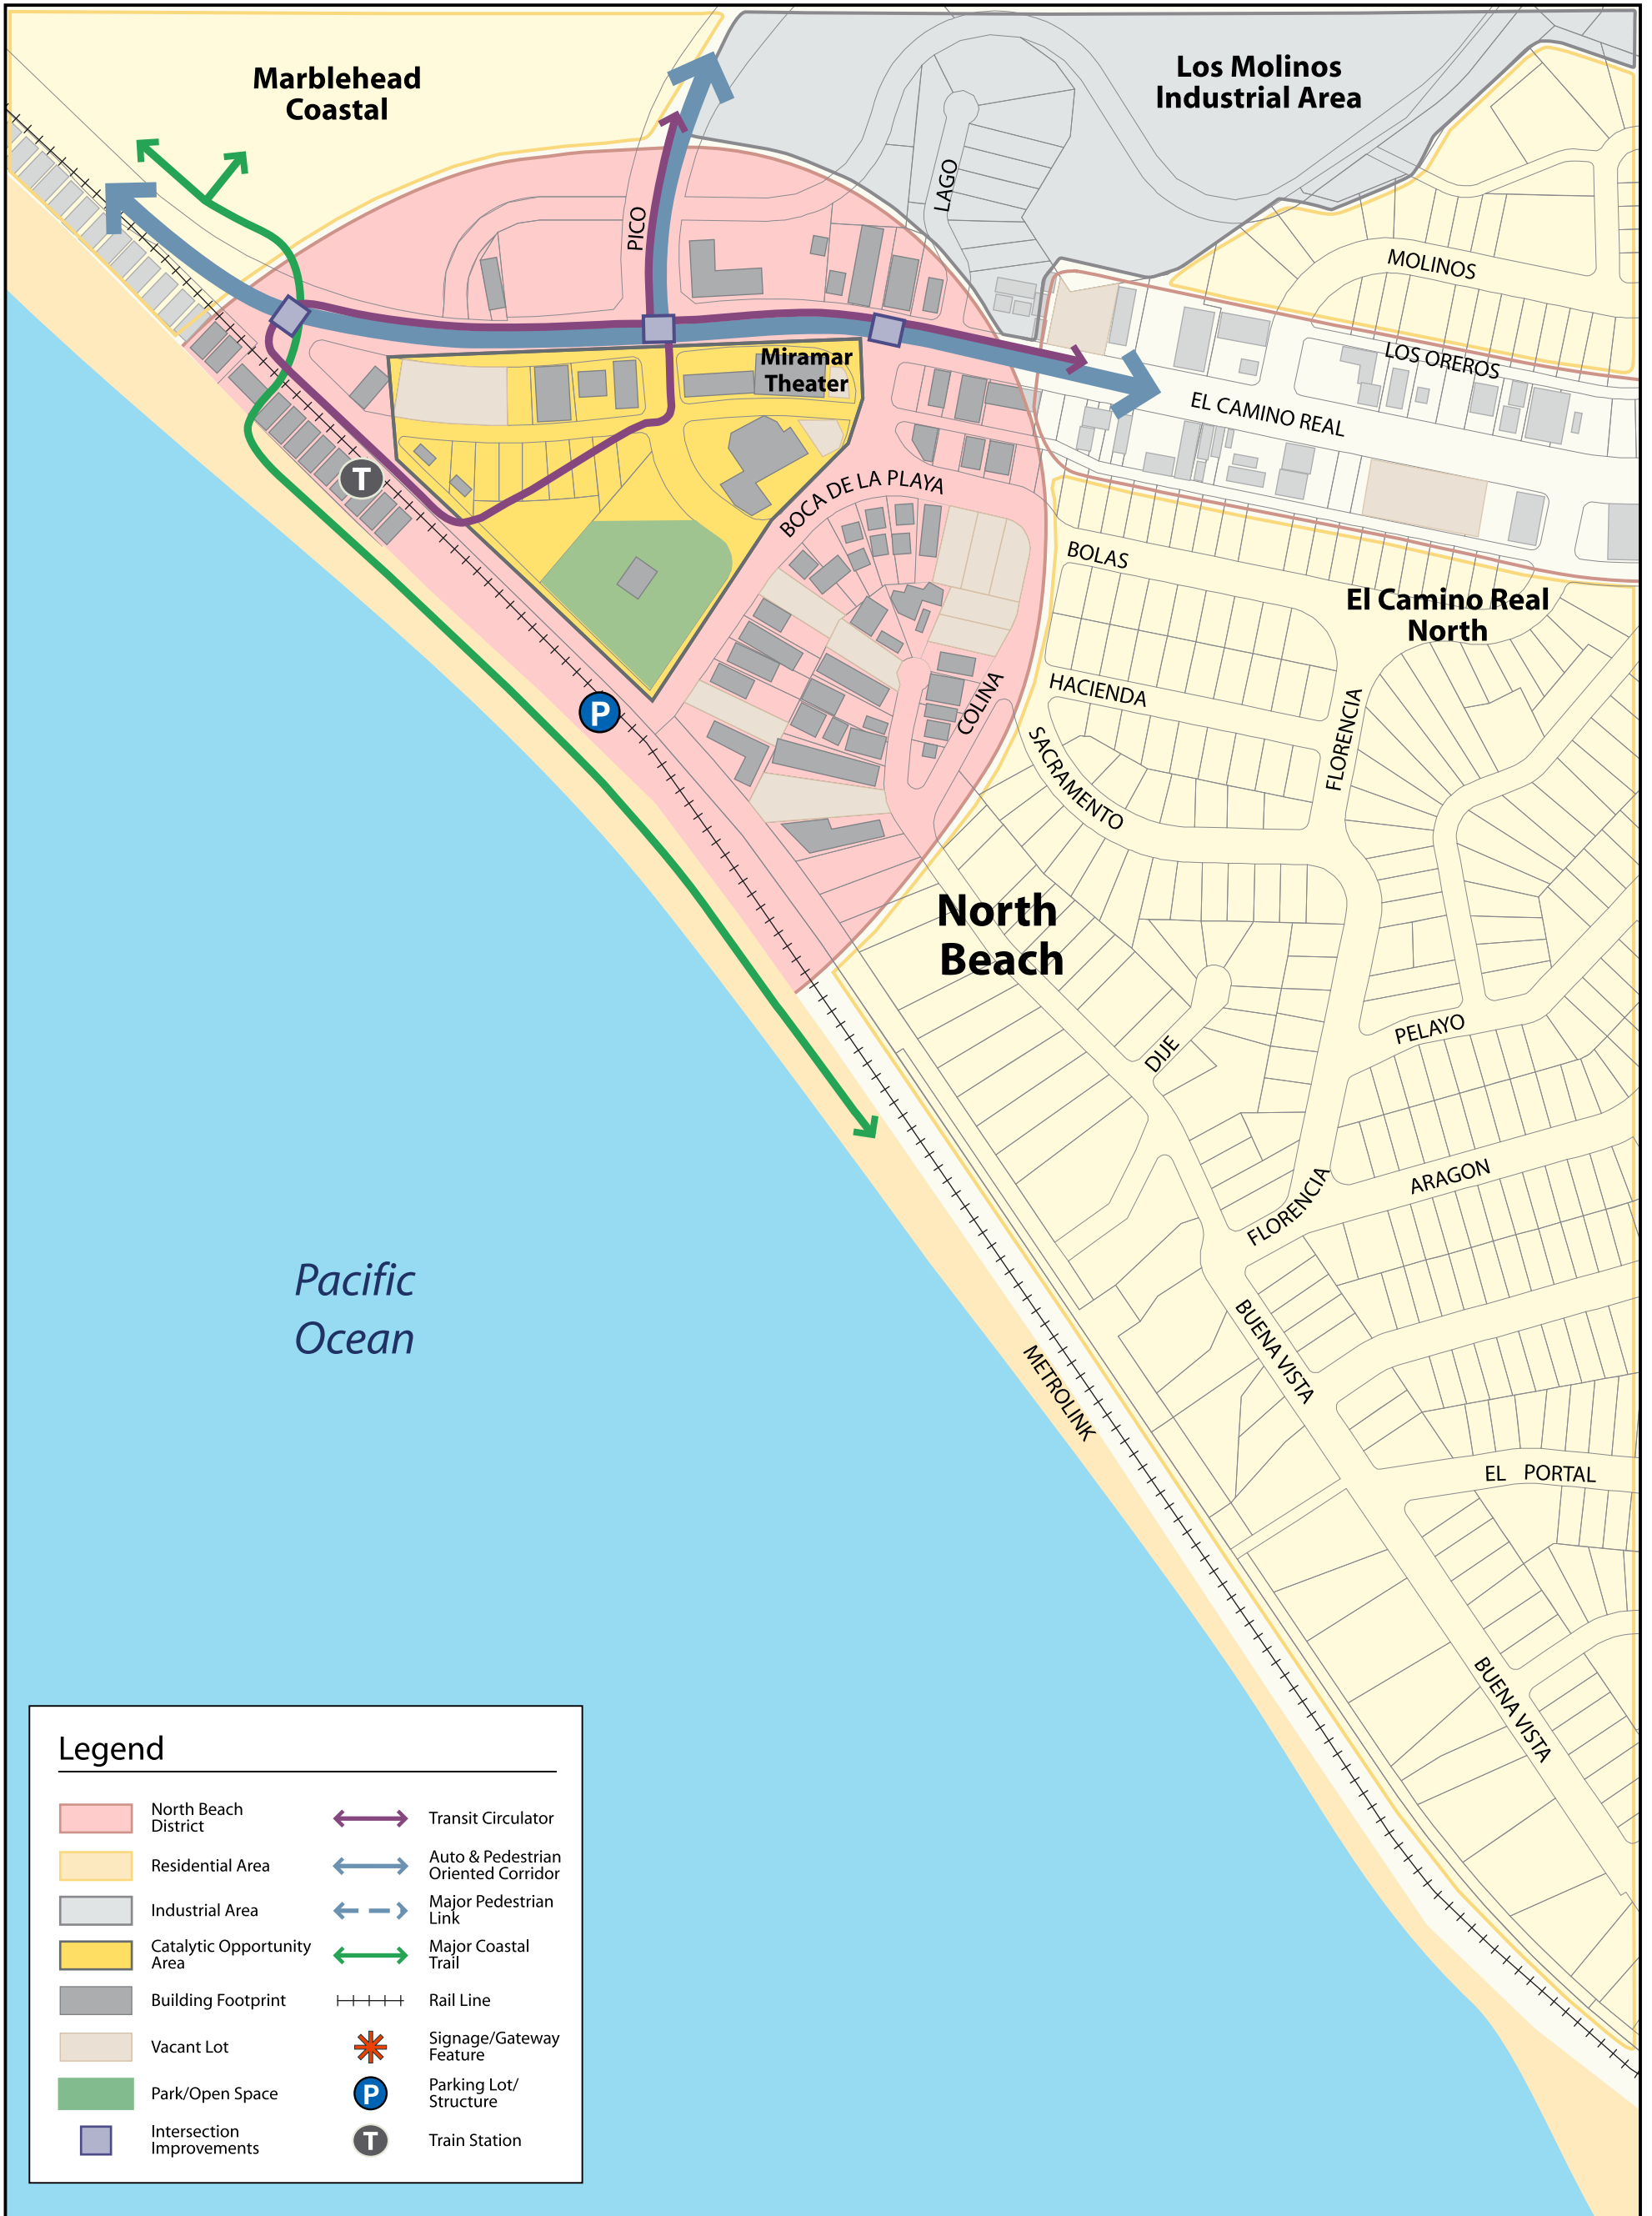 Marblehead
Coastal
Los Molinos
Industrial Area
PICO
LAGO
MOLINOS
LOS OREROS
EL CAMINO REAL
Miramar
Theater
T
BOCA DE LA PLAYA
BOLAS
El Camino Real
North
HACIENDA
COLINA
FLORENCIA
SACRAMENTO
P
North
Beach
DIJE
PELAYO
ARAGON
FLORENCIA
Pacific
Ocean
BUENA VISTA
METROLINK
EL PORTAL
BUENA VISTA
Legend
North Beach
District
Residential Area
Industrial Area
Catalytic Opportunity
Area
Building Footprint
Vacant Lot
Park/Open Space
Intersection
Improvements
Transit Circulator
Auto & Pedestrian
Oriented Corridor
Major Pedestrian
Link
Major Coastal
Trail
Rail Line
Signage/Gateway
Feature
P
Parking Lot/
Structure
T
Train Station